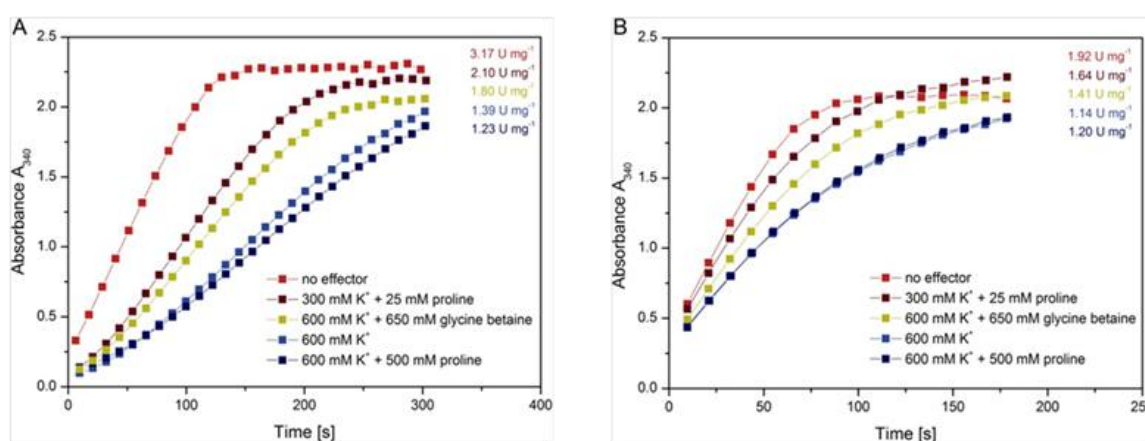 A
2.5
2.0
1.5
1.0
0.5
0.0
0
100
200
300
400
Absorbance A340
Time [s]
3.17 U mg-1
2.10 U mg-1
1.80 U mg-1
1.39 U mg-1
1.23 U mg-1
no effector
300 mM K+ + 25 mM proline
600 mM K+ + 650 mM glycine betaine
600 mM K+
600 mM K+ + 500 mM proline
B
2.5
2.0
1.5
1.0
0.5
0.0
0
50
100
150
200
25
Absorbance A340
Time [s]
1.92 U mg-1
1.64 U mg-1
1.41 U mg-1
1.14 U mg-1
1.20 U mg-1
no effector
300 mM K+ + 25 mM proline
600 mM K+ + 650 mM glycine betaine
600 mM K+
600 mM K+ + 500 mM proline